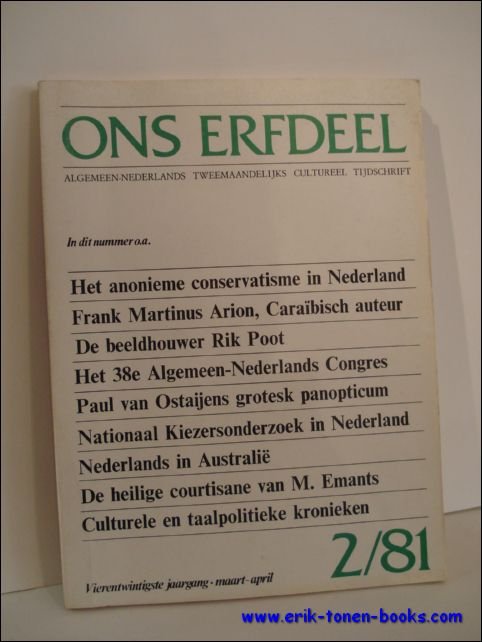 ONS ERFDEEL
ALGEMEEN-NEDERLANDS TWEEMAANDELIJKS CULTUREEL TIJDSCHRIFT
In dit nummer o.a.
Het anonieme conservatisme in Nederland
Frank Martinus Arion, Caraïbisch auteur
De beeldhouwer Rik Poot
Het 38e Algemeen-Nederlands Congres
Paul van Ostaijens grotesk panopticum
Nationaal Kiezersonderzoek in Nederland
Nederlands in Australië
De heilige courtisane van M. Emants
Culturele en taalpolitieke kronieken
2/81
Vierentwintigste jaargang · maart-april
www.erik-tonen-books.com